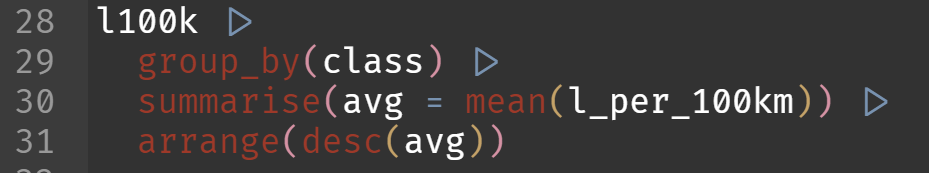 28 l100k |>
29   group_by(class) |>
30   summarise(avg = mean(l_per_100km)) |>
31   arrange(desc(avg))